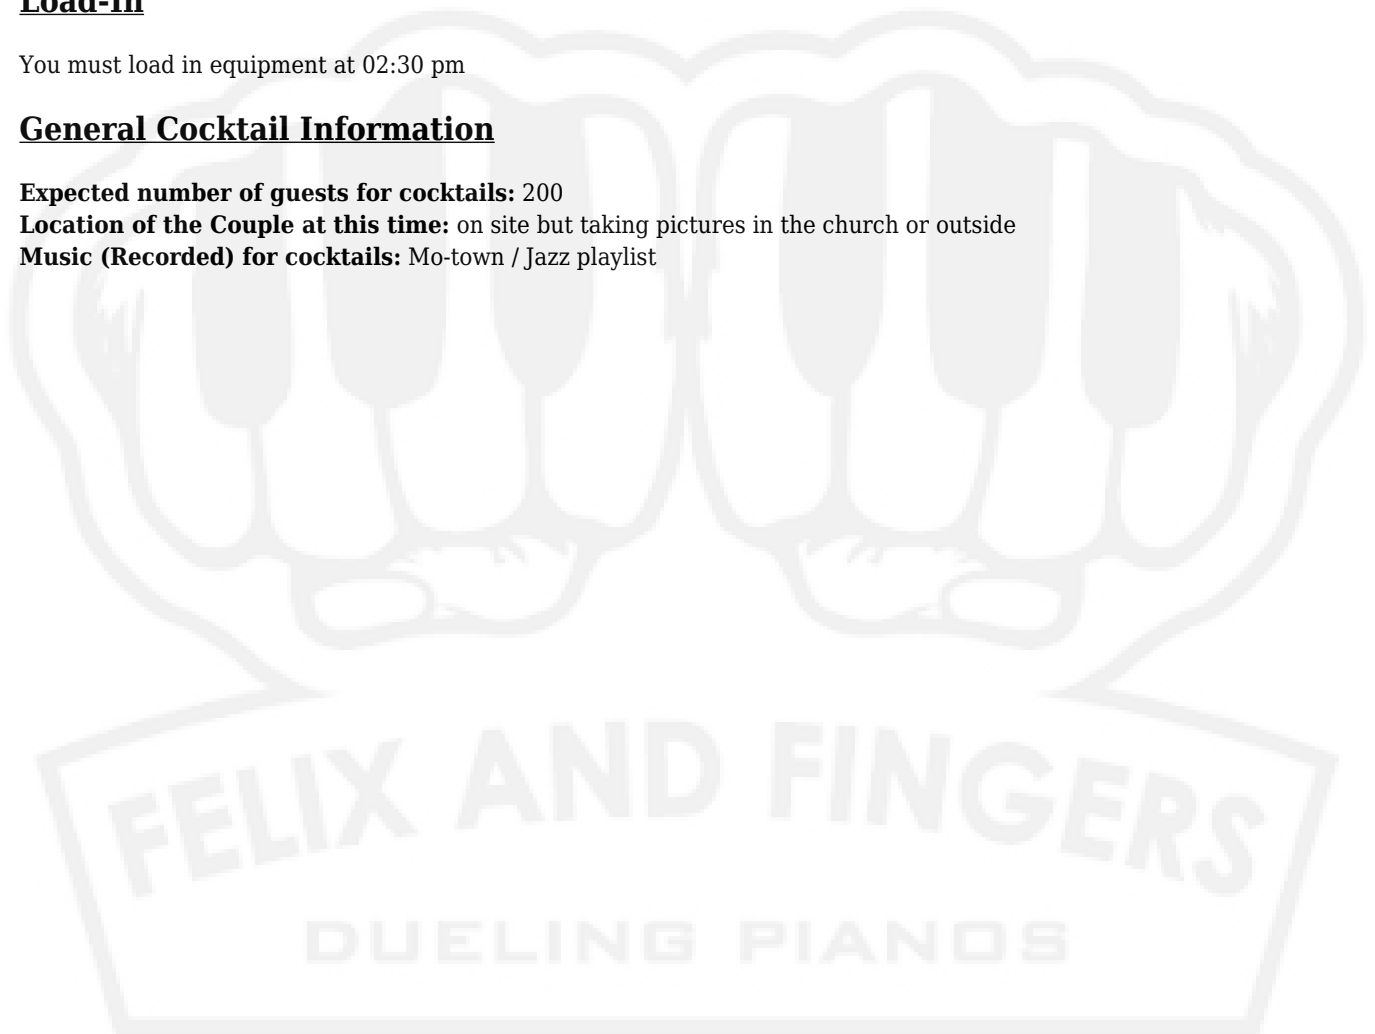 Load-In
You must load in equipment at 02:30 pm
General Cocktail Information
Expected number of guests for cocktails: 200
Location of the Couple at this time: on site but taking pictures in the church or outside
Music (Recorded) for cocktails: Mo-town / Jazz playlist
FELIX AND FINGERS
DUELING PIANOS